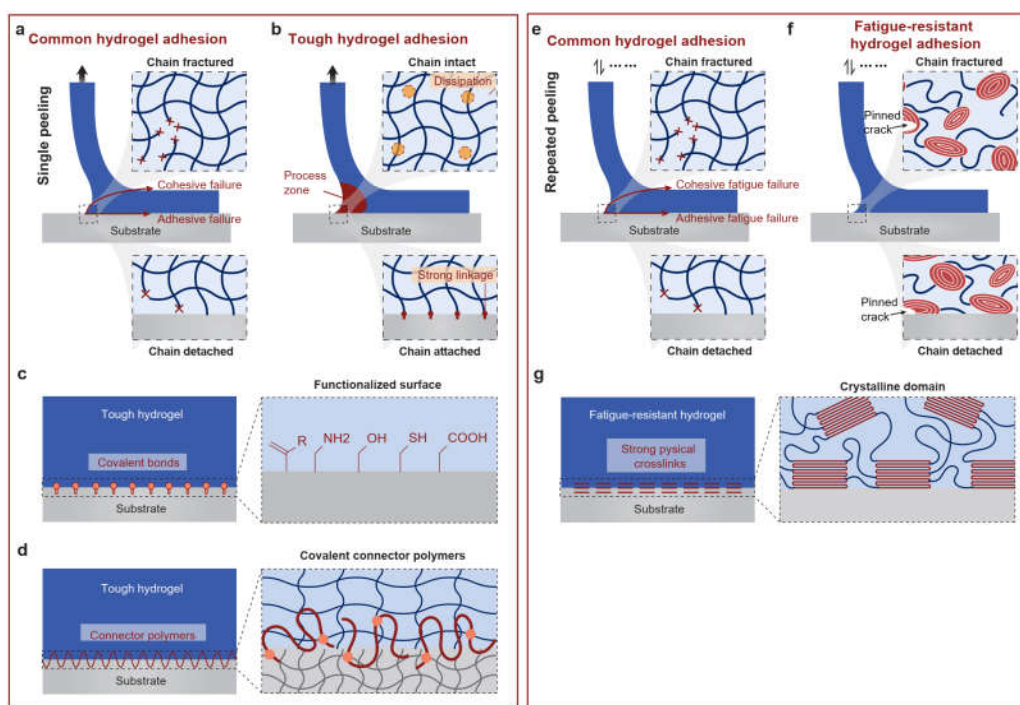 a
Common hydrogel adhesion
Chain fractured
Single peeling
Cohesive failure
Adhesive failure
Substrate
Chain detached
b
Tough hydrogel adhesion
Chain intact
Dissipation
Process
zone
Strong linkage
Chain attached
c
Tough hydrogel
Covalent bonds
Substrate
Functionalized surface
R
NH2
OH
SH
COOH
d
Tough hydrogel
Connector polymers
Substrate
Covalent connector polymers
e
Common hydrogel adhesion
Chain fractured
Repeated peeling
Cohesive fatigue failure
Adhesive fatigue failure
Substrate
Chain detached
f
Fatigue-resistant
hydrogel adhesion
Chain fractured
Pinned
crack
Substrate
Pinned
crack
Chain detached
g
Fatigue-resistant hydrogel
Strong pysical
crosslinks
Substrate
Crystalline domain